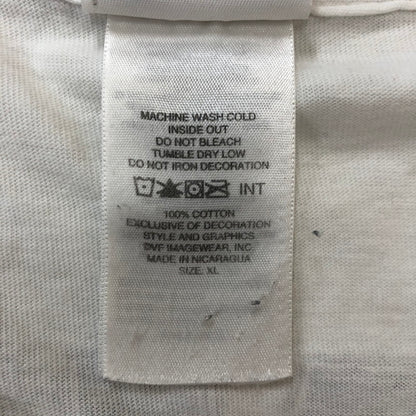 MACHINE WASH COLD
INSIDE OUT
DO NOT BLEACH
TUMBLE DRY LOW
DO NOT IRON DECORATION
INT
100% COTTON
EXCLUSIVE OF DECORATION
STYLE AND GRAPHICS
DVF IMAGEWEAR, INC
MADE IN NICARAGUA
SIZE: XL